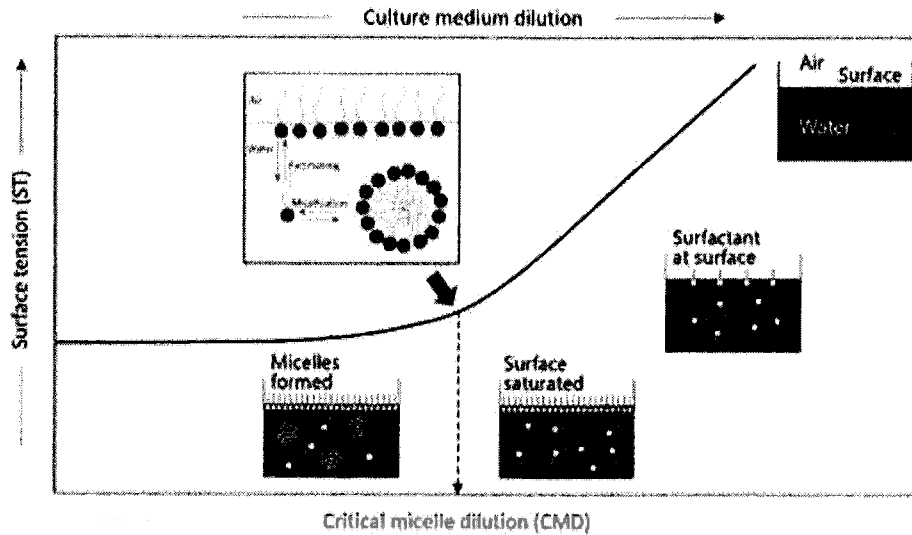 Culture medium dilution
Surface tension (ST)
Air
Water
Partitioning
Micellization
Air
Surface
Water
Surfactant
at surface
Micelles
formed
Surface
saturated
Critical micelle dilution (CMD)